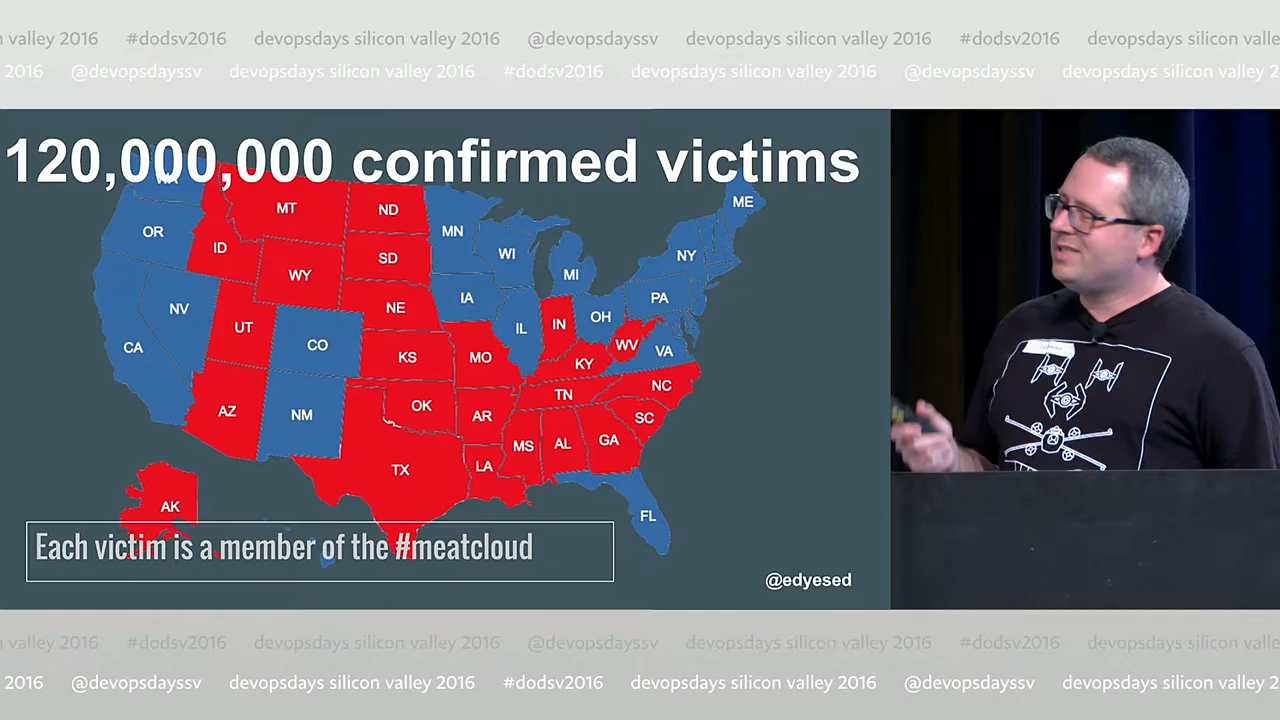 n valley 2016 #dodsv2016 devopsdays silicon valley 2016 @devopsdayssv devopsdays silicon valley 2016 #dodsv2016 devopsdays silicon valley
2016 @devopsdayssv devopsdays silicon valley 2016 #dodsv2016 devopsdays silicon valley 2016 @devopsdayssv devopsdays silicon valley 2
120,000,000 confirmed victims
WA
MT
ND
ME
OR
ID
MN
SD
WI
NY
WY
MI
NV
NE
IA
PA
UT
IL
IN
OH
CA
CO
KS
MO
WV
VA
KY
NC
AZ
NM
OK
AR
TN
SC
TX
LA
MS
AL
GA
AK
FL
Each victim is a member of the #meatcloud
@edyesed
n valley 2016 #dodsv2016 devopsdays silicon valley 2016 @devopsdayssv devopsdays silicon valley 2016 #dodsv2016 devopsdays silicon valley
2016 @devopsdayssv devopsdays silicon valley 2016 #dodsv2016 devopsdays silicon valley 2016 @devopsdayssv devopsdays silicon valley 2